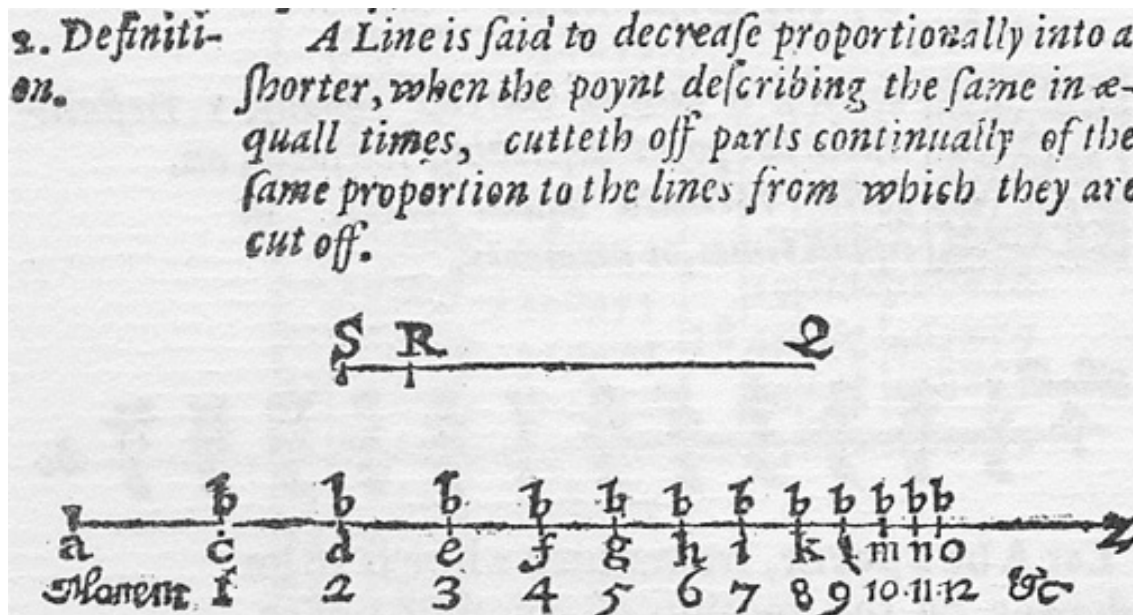 2. Definiti- A Line is ſaid to decreaſe proportionally into a
on. ſhorter, when the poynt deſcribing the ſame in æ-
quall times, cutteth off parts continually of the
ſame proportion to the lines from which they are
cut off.
S R Q
b b b b b b b b b b b b
a c d e f g h i k l m n o
Moment 1 2 3 4 5 6 7 8 9 10 11 12 &c